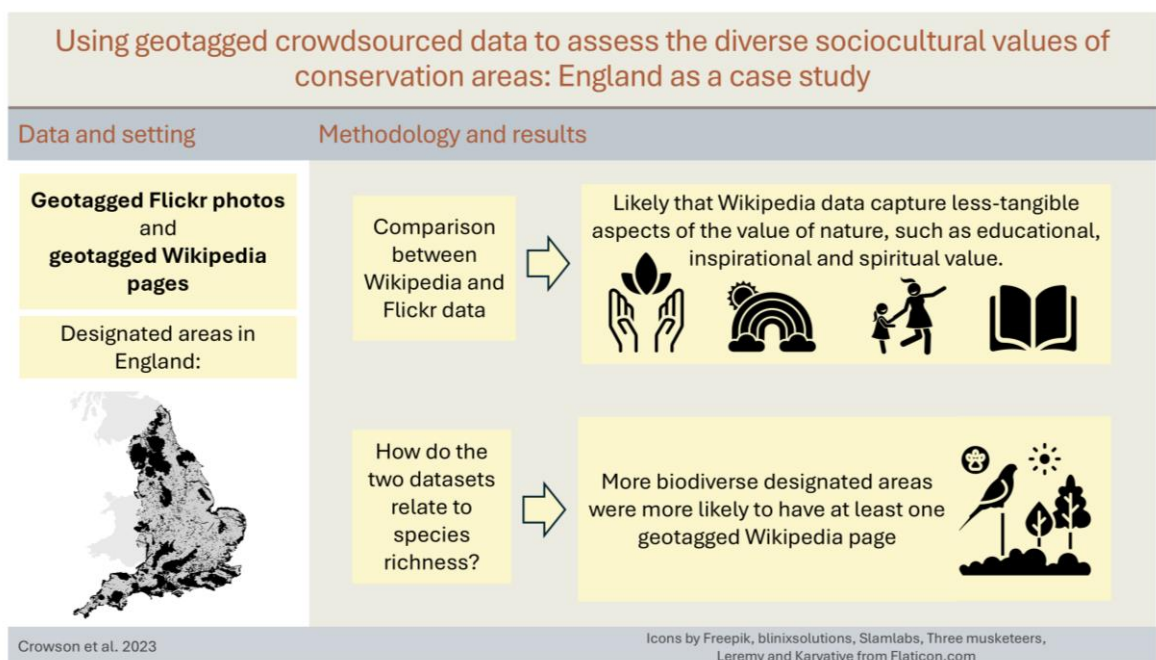 Using geotagged crowdsourced data to assess the diverse sociocultural values of
conservation areas: England as a case study
Data and setting
Methodology and results
Geotagged Flickr photos
and
geotagged Wikipedia
pages
Designated areas in
England:
Comparison
between
Wikipedia and
Flickr data
Likely that Wikipedia data capture less-tangible
aspects of the value of nature, such as educational,
inspirational and spiritual value.
How do the
two datasets
relate to
species
richness?
More biodiverse designated areas
were more likely to have at least one
geotagged Wikipedia page
Crowson et al. 2023
Icons by Freepik, blinixsolutions, Slamlabs, Three musketeers,
Leremy and Karyative from Flaticon.com